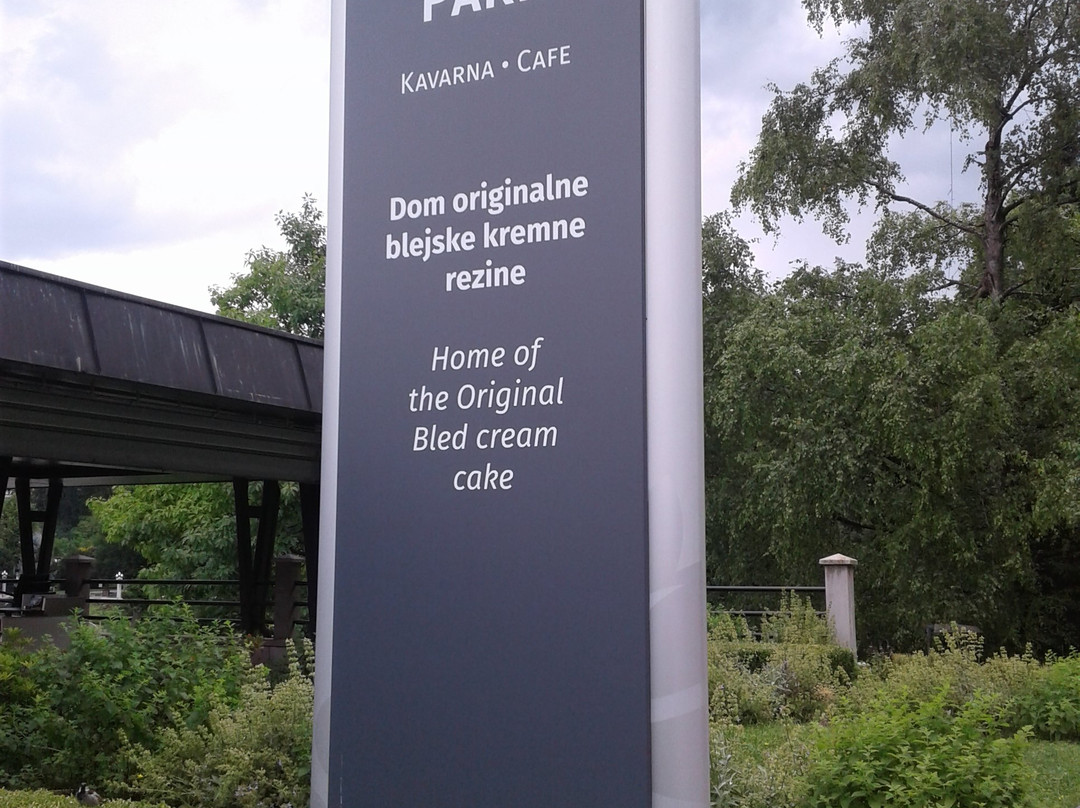 KAVARNA • CAFE
Dom originalne
blejske kremne
rezine
Home of
the Original
Bled cream
cake